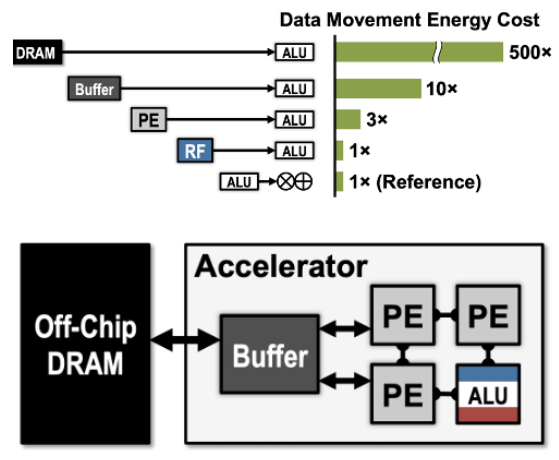 Data Movement Energy Cost
DRAM ALU 500×
Buffer ALU 10×
PE ALU 3×
RF ALU 1×
ALU 1× (Reference)
Accelerator
Off-Chip
DRAM
Buffer
PE PE
PE ALU